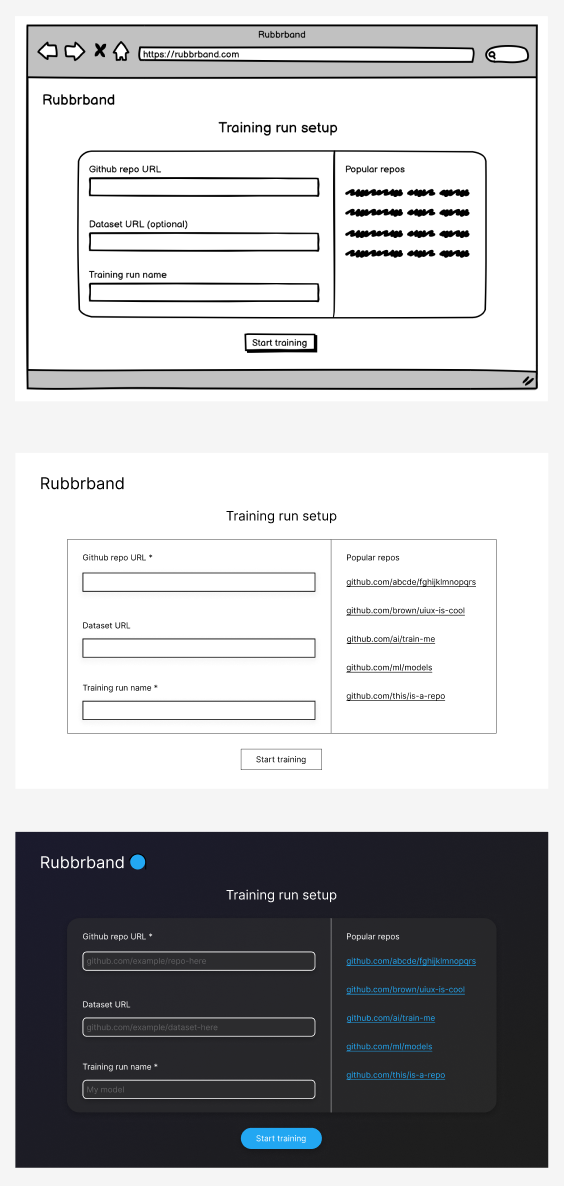 Rubbrband
https://rubbrband.com
Rubbrband
Training run setup
Github repo URL
Popular repos
Dataset URL (optional)
Training run name
Start training
Rubbrband
Training run setup
Github repo URL *
Popular repos
github.com/abcde/fghijklmnopqrs
github.com/brown/uiux-is-cool
Dataset URL
github.com/ai/train-me
github.com/ml/models
Training run name *
github.com/this/is-a-repo
Start training
Rubbrband
Training run setup
Github repo URL *
Popular repos
github.com/example/repo-here
github.com/abcde/fghijklmnopqrs
github.com/brown/uiux-is-cool
Dataset URL
github.com/ai/train-me
github.com/example/dataset-here
github.com/ml/models
Training run name *
github.com/this/is-a-repo
My model
Start training